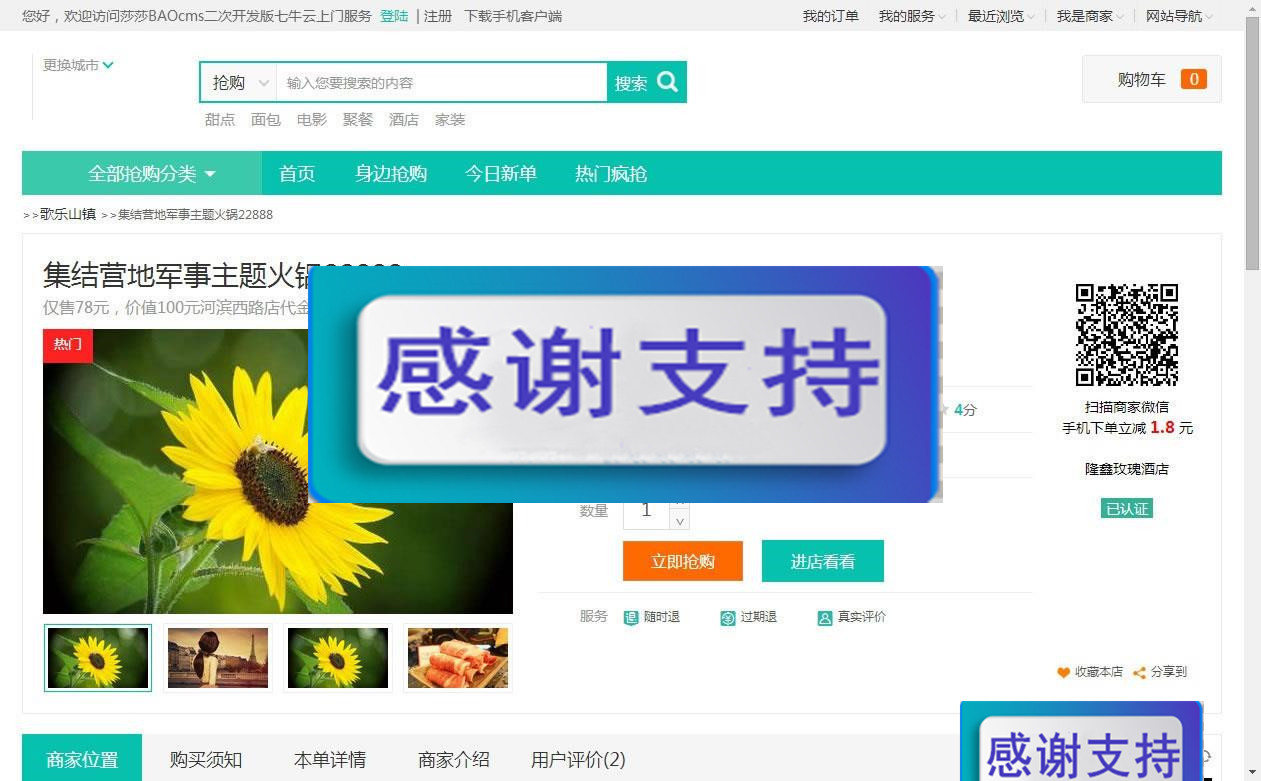 您好，欢迎访问莎莎BAOcms二次开发版七牛云上门服务 登陆 | 注册 下载手机客户端 我的订单 我的服务 | 最近浏览 | 我是商家 | 网站导航
更换城市
抢购 输入您要搜索的内容 搜索
购物车 0
甜点 面包 电影 聚餐 酒店 家装
全部抢购分类 首页 身边抢购 今日新单 热门疯抢
>>歌乐山镇 >>集结营地军事主题火锅22888
集结营地军事主题火锅
仅售78元，价值100元河滨西路店代金
热门
感谢支持
4分
扫描商家微信
手机下单立减 1.8 元
隆鑫玫瑰酒店
已认证
数量 1
立即抢购 进店看看
服务 退 随时退 过期退 真实评价
收藏本店 分享到
感谢支持
商家位置 购买须知 本单详情 商家介绍 用户评价(2)